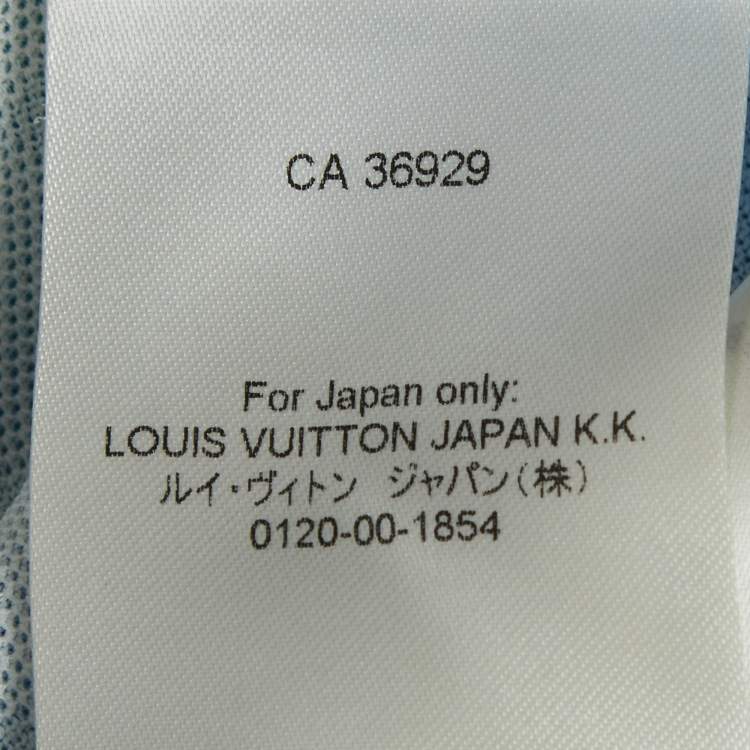 CA 36929
For Japan only:
LOUIS VUITTON JAPAN K.K.
ルイ・ヴィトン ジャパン(株)
0120-00-1854